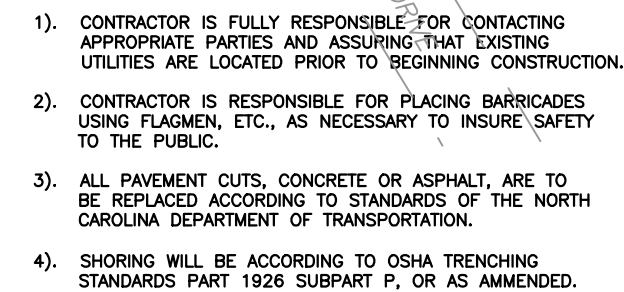 DRIVE
1). CONTRACTOR IS FULLY RESPONSIBLE FOR CONTACTING
APPROPRIATE PARTIES AND ASSURING THAT EXISTING
UTILITIES ARE LOCATED PRIOR TO BEGINNING CONSTRUCTION.
2). CONTRACTOR IS RESPONSIBLE FOR PLACING BARRICADES
USING FLAGMEN, ETC., AS NECESSARY TO INSURE SAFETY
TO THE PUBLIC.
3). ALL PAVEMENT CUTS, CONCRETE OR ASPHALT, ARE TO
BE REPLACED ACCORDING TO STANDARDS OF THE NORTH
CAROLINA DEPARTMENT OF TRANSPORTATION.
4). SHORING WILL BE ACCORDING TO OSHA TRENCHING
STANDARDS PART 1926 SUBPART P, OR AS AMMENDED.